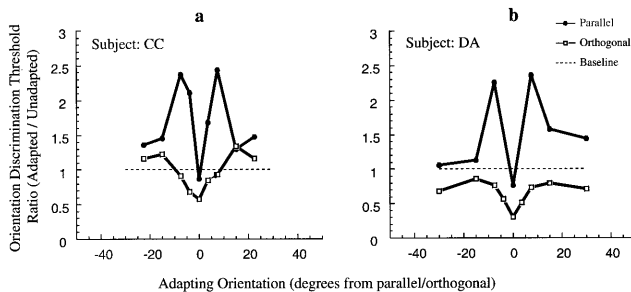 a
b
Parallel
Orthogonal
Baseline
Subject: CC
Subject: DA
Orientation Discrimination Threshold
Ratio (Adapted / Unadapted)
3
2.5
2
1.5
1
0.5
0
-40 -20 0 20 40
3
2.5
2
1.5
1
0.5
0
-40 -20 0 20 40
Adapting Orientation (degrees from parallel/orthogonal)